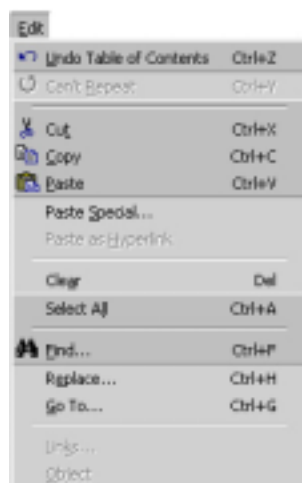 Edit
Undo Table of Contents Ctrl+Z
Can't Repeat Ctrl+Y
Cut Ctrl+X
Copy Ctrl+C
Paste Ctrl+V
Paste Special...
Paste as Hyperlink
Clear Del
Select All Ctrl+A
Find... Ctrl+F
Replace... Ctrl+H
Go To... Ctrl+G
Links...
Object